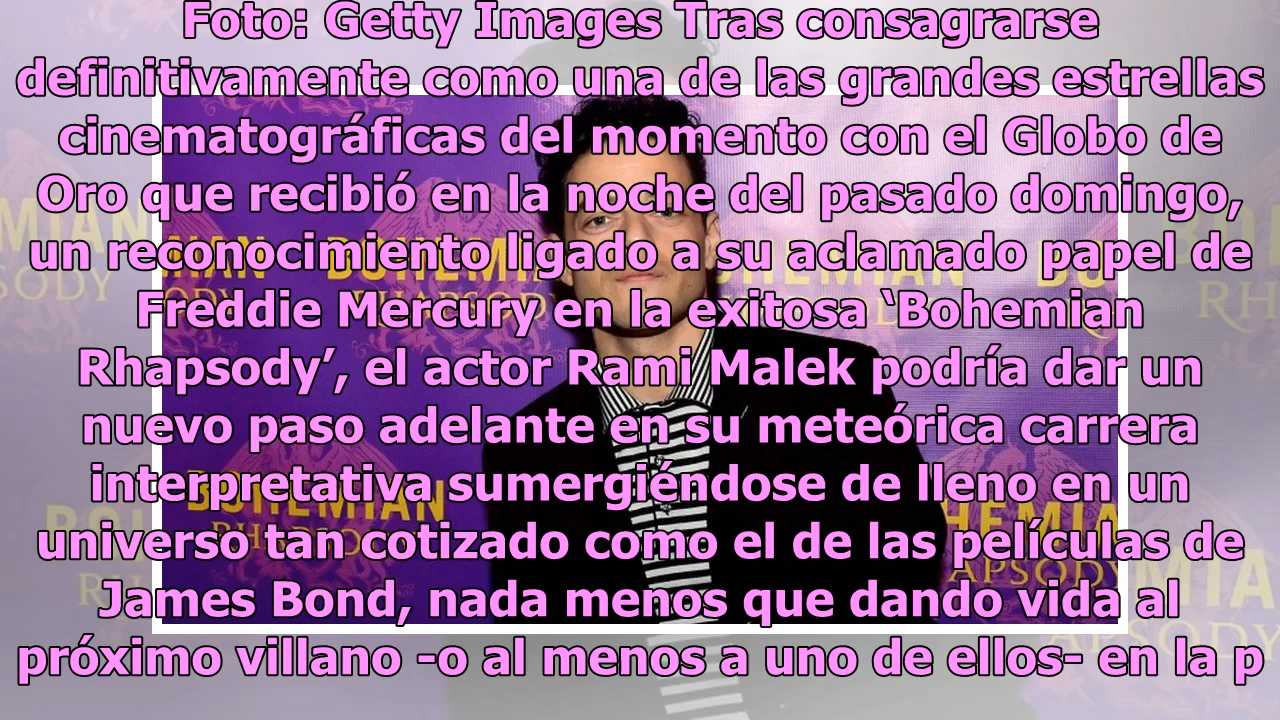 Foto: Getty Images Tras consagrarse
definitivamente como una de las grandes estrellas
cinematográficas del momento con el Globo de
Oro que recibió en la noche del pasado domingo,
un reconocimiento ligado a su aclamado papel de
Freddie Mercury en la exitosa ‘Bohemian
Rhapsody’, el actor Rami Malek podría dar un
nuevo paso adelante en su meteórica carrera
interpretativa sumergiéndose de lleno en un
universo tan cotizado como el de las películas de
James Bond, nada menos que dando vida al
próximo villano -o al menos a uno de ellos- en la p
BOHEMIAN
RHAPSODY